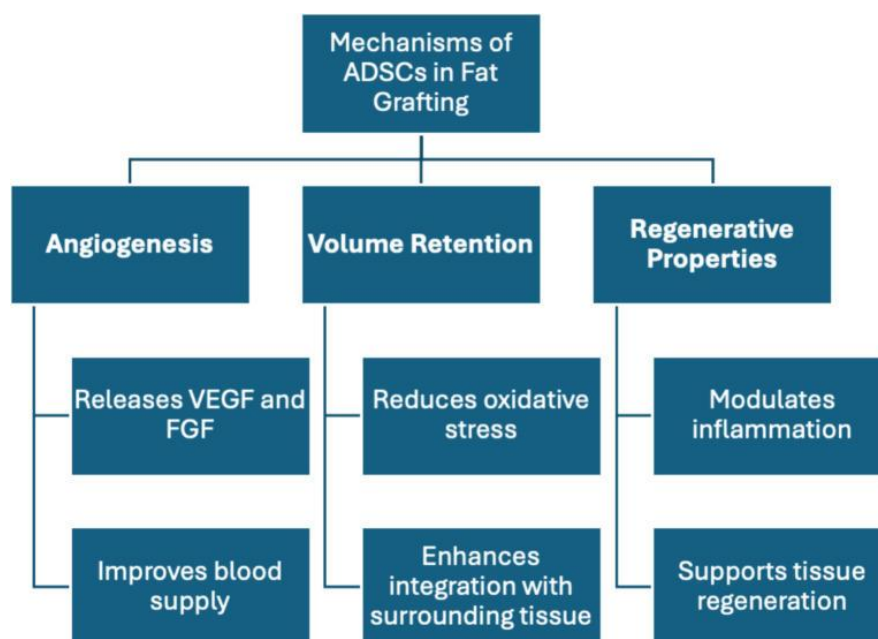 Mechanisms of
ADSCs in Fat
Grafting
Angiogenesis
Volume Retention
Regenerative
Properties
Releases VEGF and
FGF
Reduces oxidative
stress
Modulates
inflammation
Improves blood
supply
Enhances
integration with
surrounding tissue
Supports tissue
regeneration